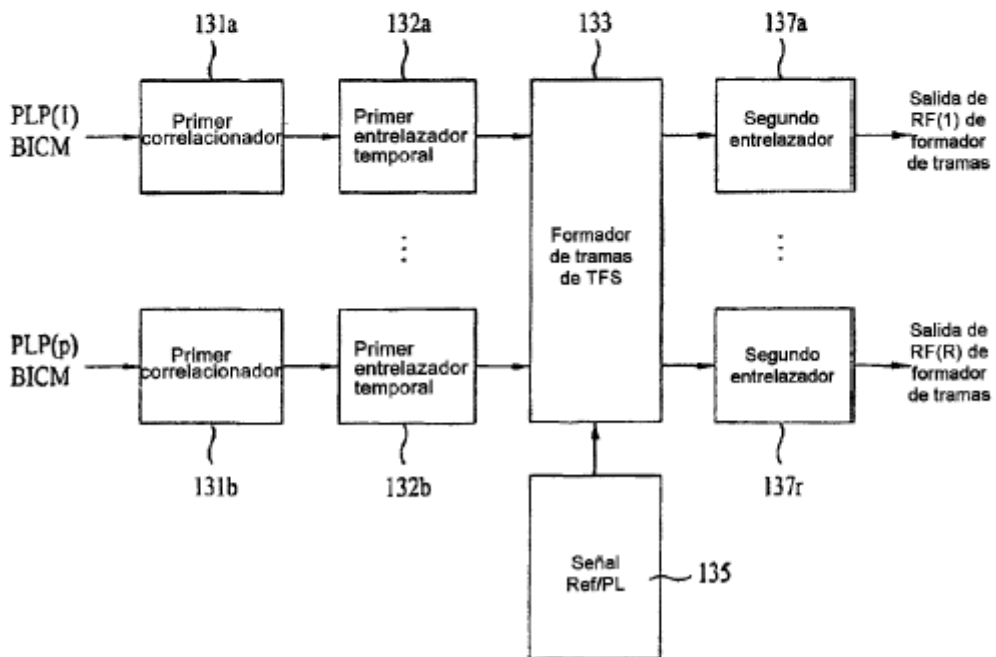 131a
132a
133
137a
PLP(1)
BICM
Primer
correlacionador
Primer
entrelazador
temporal
Formador
de tramas
de TFS
Segundo
entrelazador
Salida de
RF(1) de
formador
de tramas
PLP(p)
BICM
Primer
correlacionador
Primer
entrelazador
temporal
Segundo
entrelazador
Salida de
RF(R) de
formador
de tramas
131b
132b
137r
Señal
Ref/PL
135